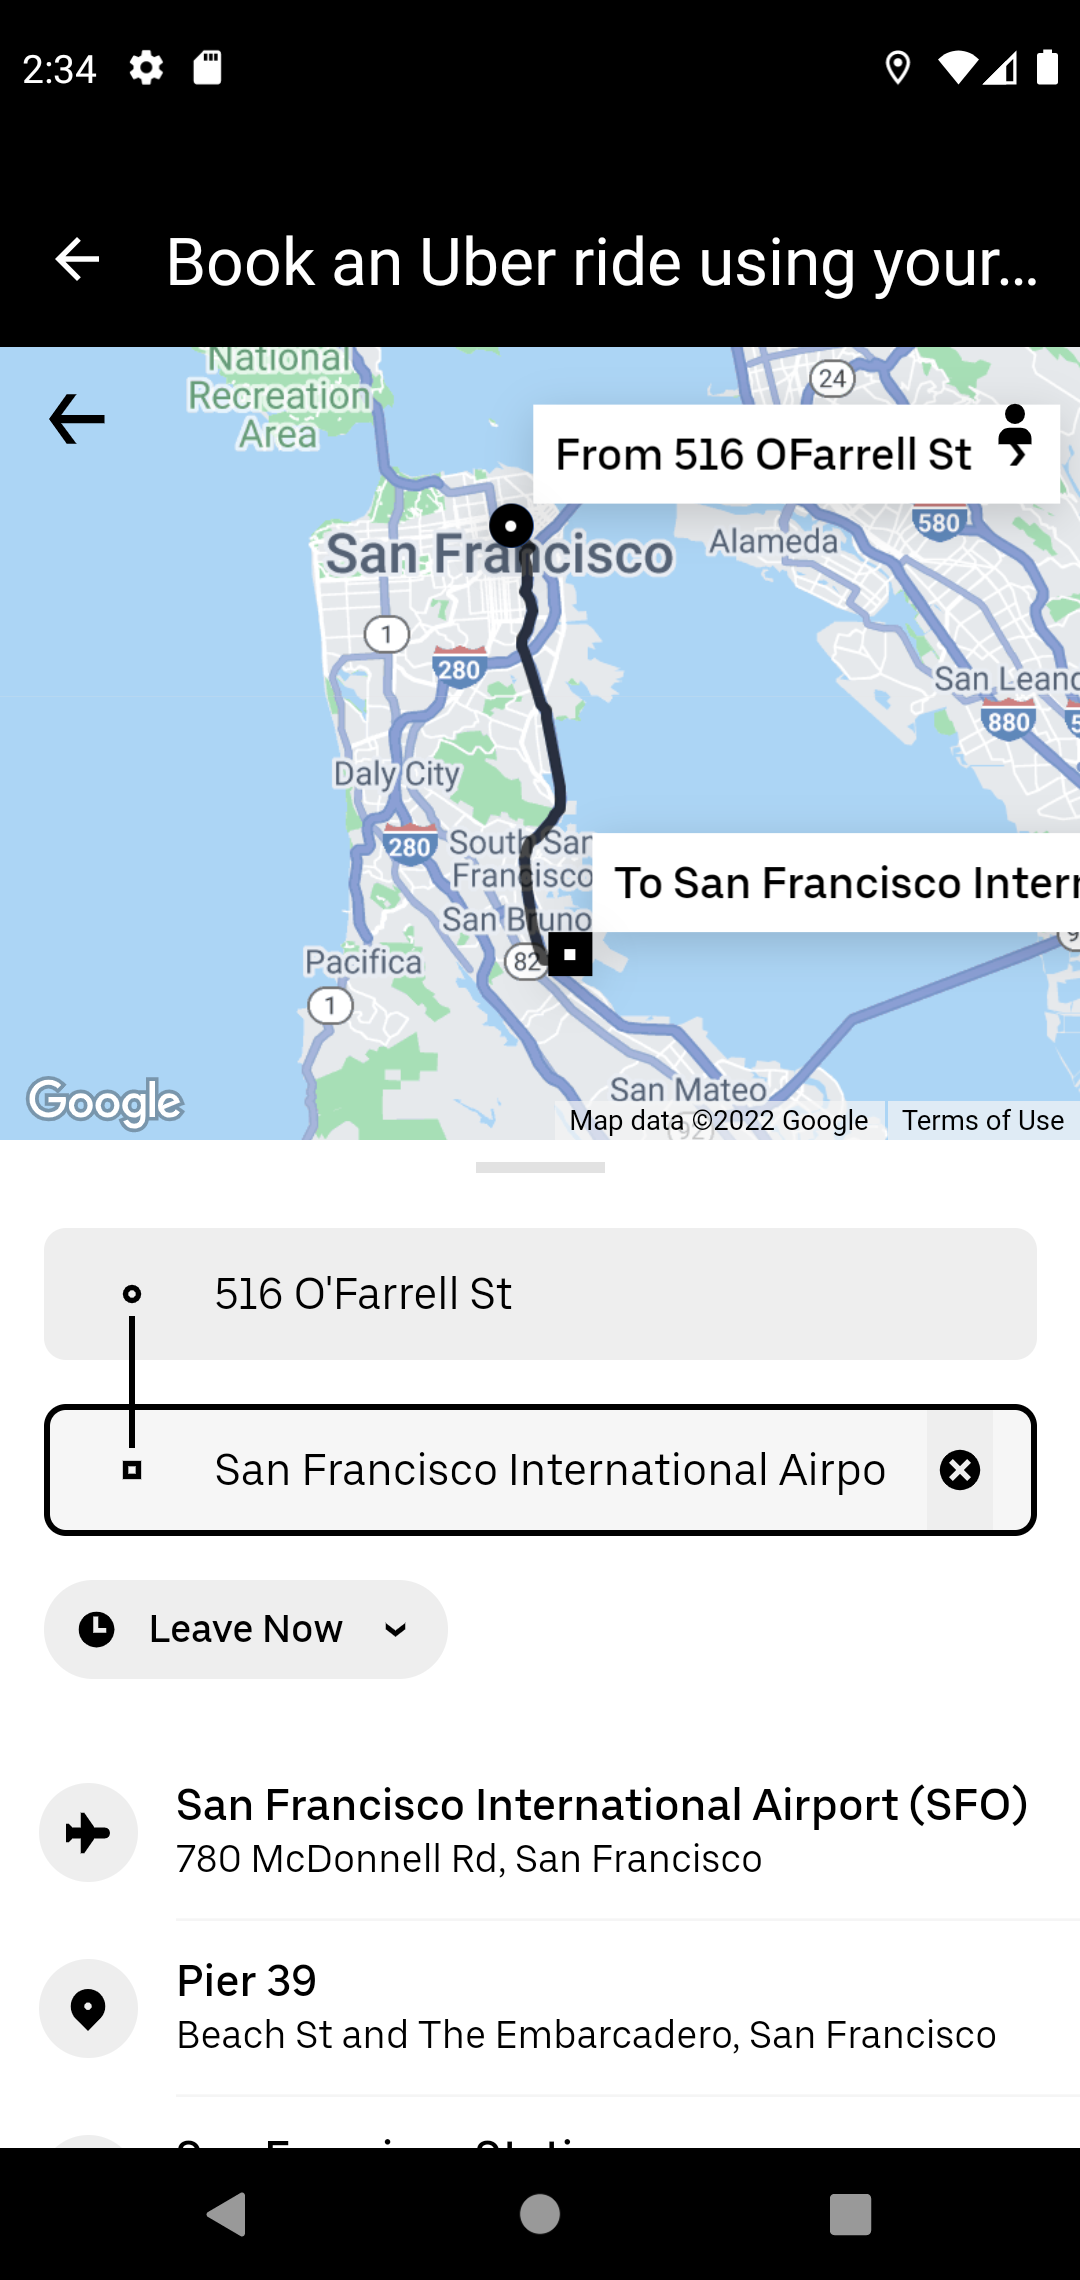 2:34
Book an Uber ride using your...
National
Recreation
Area
24
From 516 OFarrell St
San Francisco
Alameda
580
1
280
San Leand
880
Daly City
280
South San
Francisco
To San Francisco Intern
San Bruno
82
Pacifica
1
San Mateo
92
Google
Map data ©2022 Google
Terms of Use
516 O'Farrell St
San Francisco International Airpo
Leave Now
San Francisco International Airport (SFO)
780 McDonnell Rd, San Francisco
Pier 39
Beach St and The Embarcadero, San Francisco